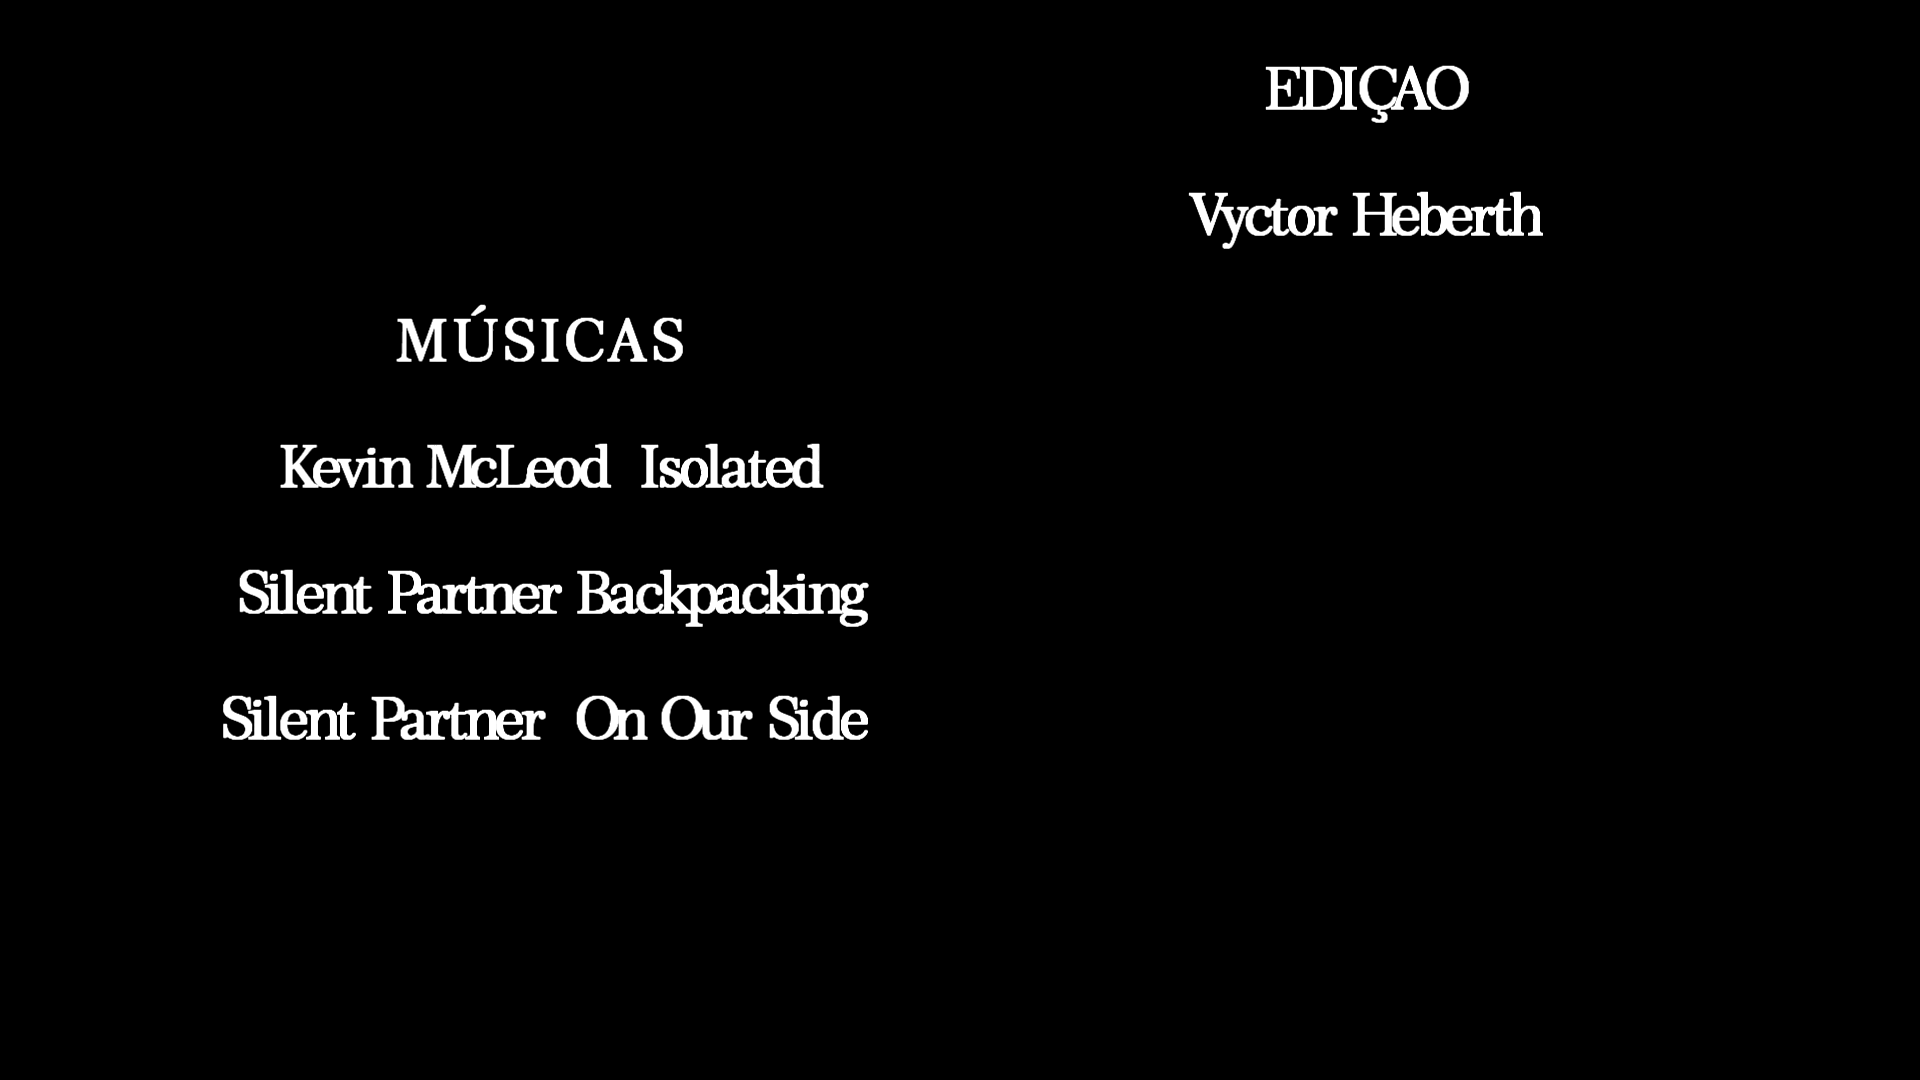 EDIÇAO
Vyctor Heberth
MÚSICAS
Kevin McLeod Isolated
Silent Partner Backpacking
Silent Partner On Our Side